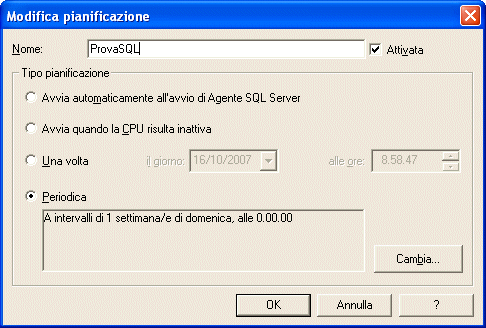 Modifica pianificazione
Nome: ProvaSQL Attivata
Tipo pianificazione
Avvia automaticamente all'avvio di Agente SQL Server
Avvia quando la CPU risulta inattiva
Una volta il giorno: 16/10/2007 alle ore: 8.58.47
Periodica
A intervalli di 1 settimana/e di domenica, alle 0.00.00
Cambia...
OK Annulla ?